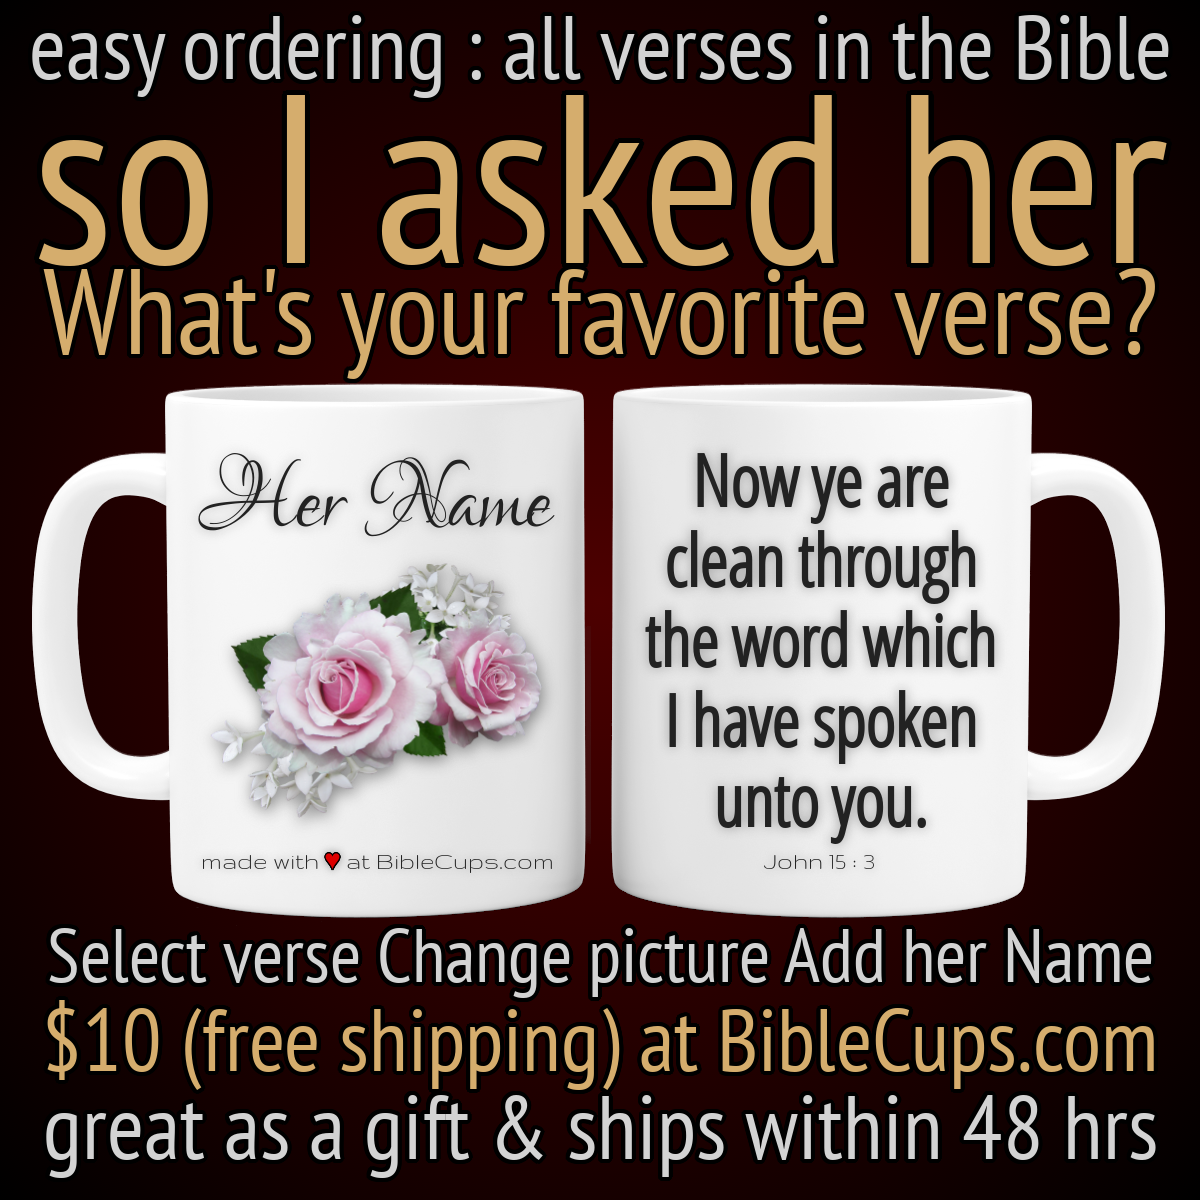 easy ordering : all verses in the Bible
so I asked her
What's your favorite verse?
Her Name
made with ♥ at BibleCups.com
Now ye are
clean through
the word which
I have spoken
unto you.
John 15 : 3
Select verse Change picture Add her Name
$10 (free shipping) at BibleCups.com
great as a gift & ships within 48 hrs